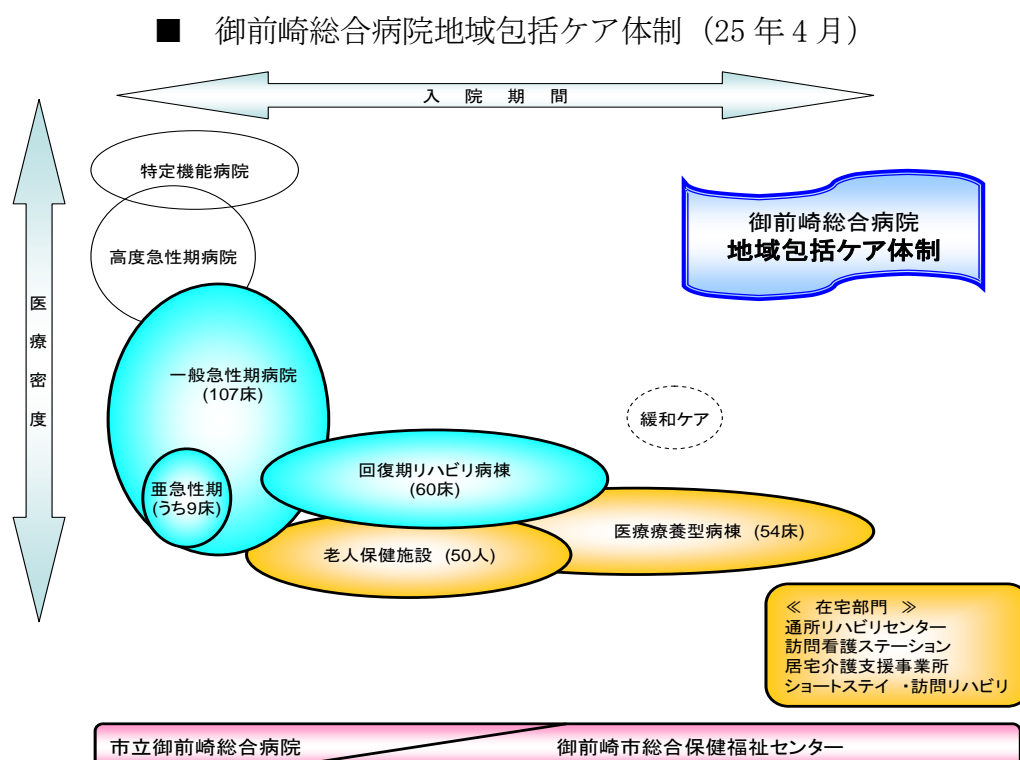 ■ 御前崎総合病院地域包括ケア体制（25年4月）
入院期間
医療密度
特定機能病院
高度急性期病院
御前崎総合病院
地域包括ケア体制
一般急性期病院
(107床)
緩和ケア
回復期リハビリ病棟
(60床)
亜急性期
(うち9床)
医療療養型病棟 (54床)
老人保健施設 (50人)
≪ 在宅部門 ≫
通所リハビリセンター
訪問看護ステーション
居宅介護支援事業所
ショートステイ ・訪問リハビリ
市立御前崎総合病院
御前崎市総合保健福祉センター